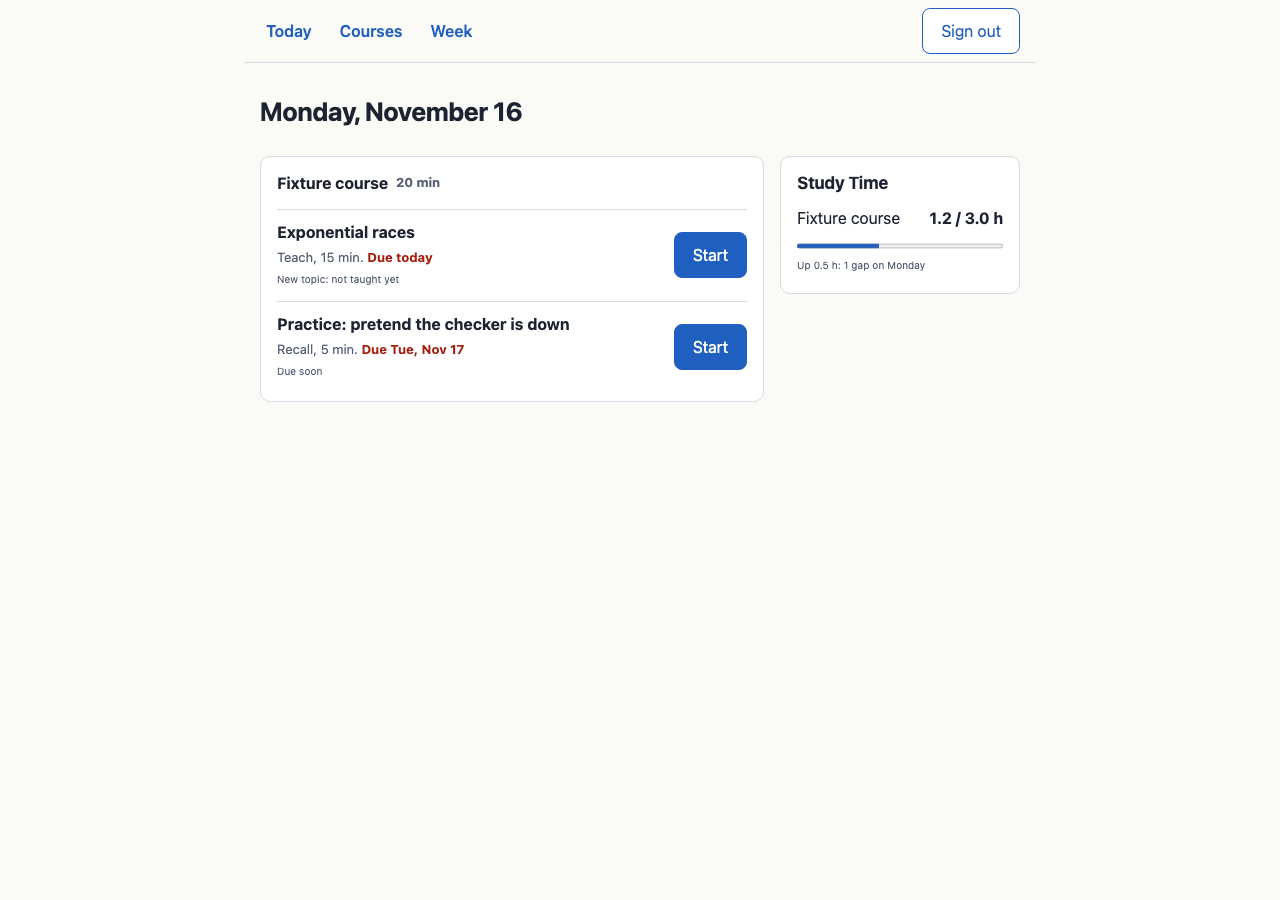 Today Courses Week Sign out
Monday, November 16
Fixture course 20 min
Exponential races
Teach, 15 min. Due today
New topic: not taught yet
Start
Practice: pretend the checker is down
Recall, 5 min. Due Tue, Nov 17
Due soon
Start
Study Time
Fixture course 1.2 / 3.0 h
Up 0.5 h: 1 gap on Monday